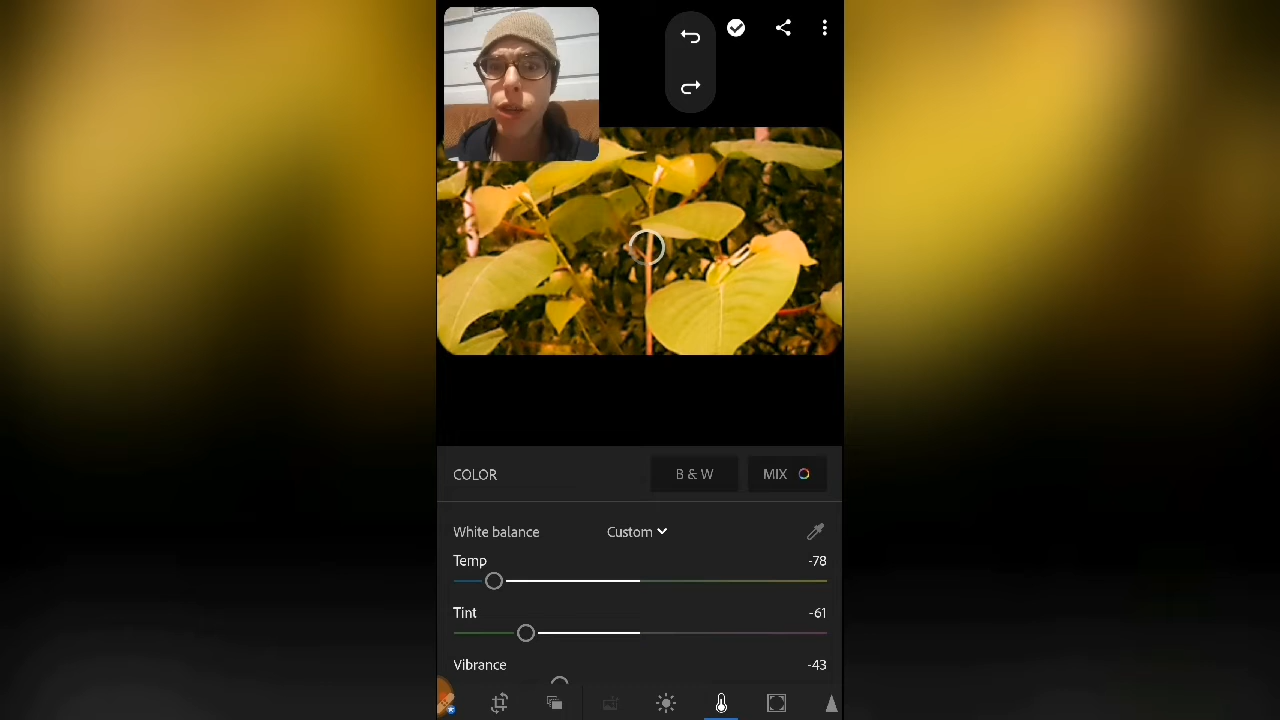 COLOR
B & W
MIX
White balance
Custom
Temp
-78
Tint
-61
Vibrance
-43